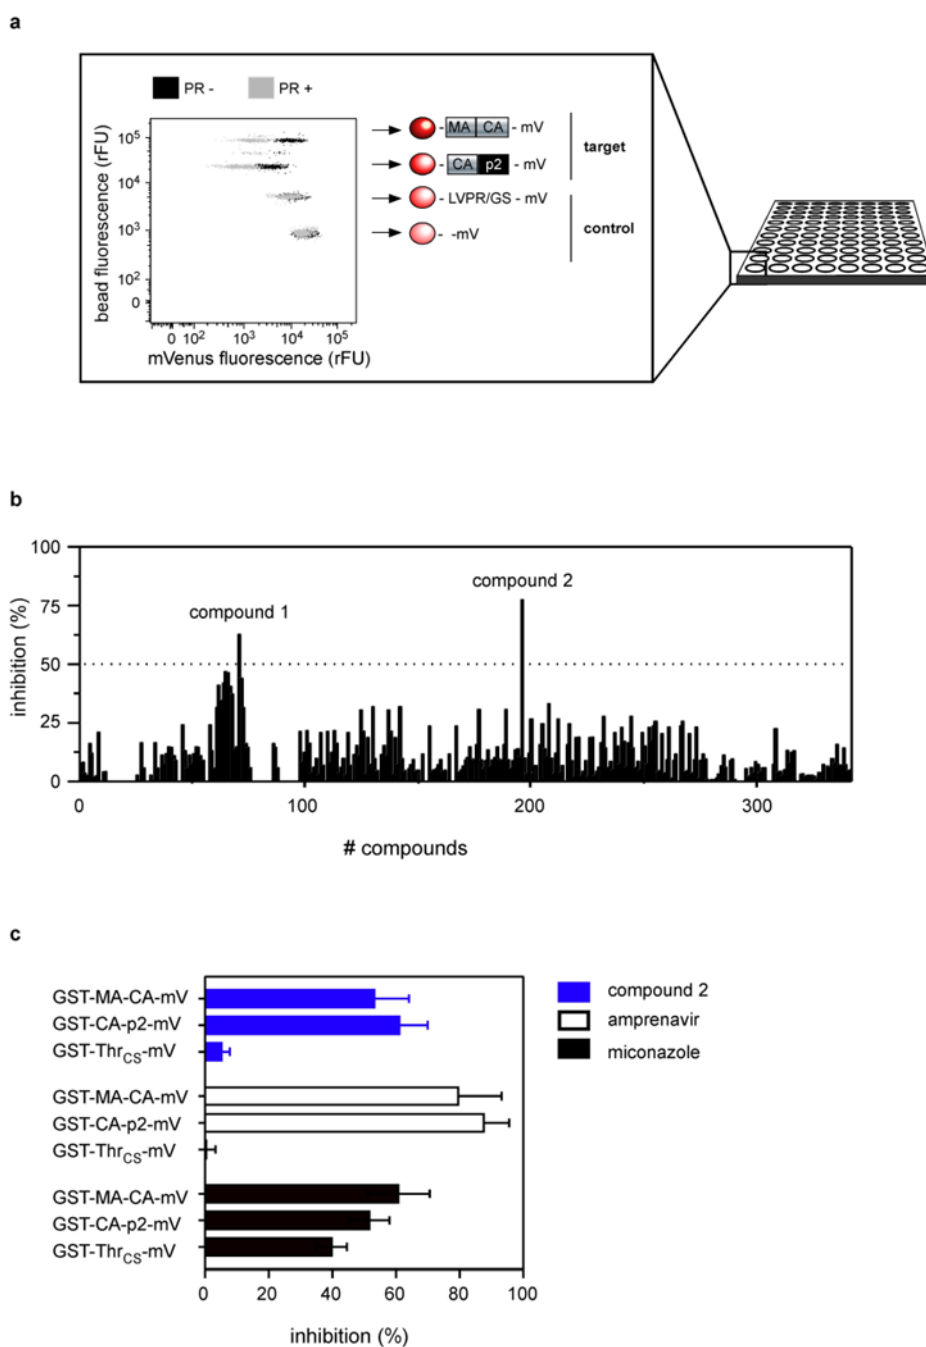 a
PR - PR +
10⁵
10⁴
10³
10²
0
bead fluorescence (rFU)
0 10² 10³ 10⁴ 10⁵
mVenus fluorescence (rFU)
- MA CA - mV
- CA p2 - mV
- LVPR/GS - mV
- -mV
target
control
b
100
75
50
25
0
inhibition (%)
compound 1
compound 2
0 100 200 300
# compounds
c
GST-MA-CA-mV
GST-CA-p2-mV
GST-Thr_CS-mV
GST-MA-CA-mV
GST-CA-p2-mV
GST-Thr_CS-mV
GST-MA-CA-mV
GST-CA-p2-mV
GST-Thr_CS-mV
0 20 40 60 80 100
inhibition (%)
compound 2
amprenavir
miconazole